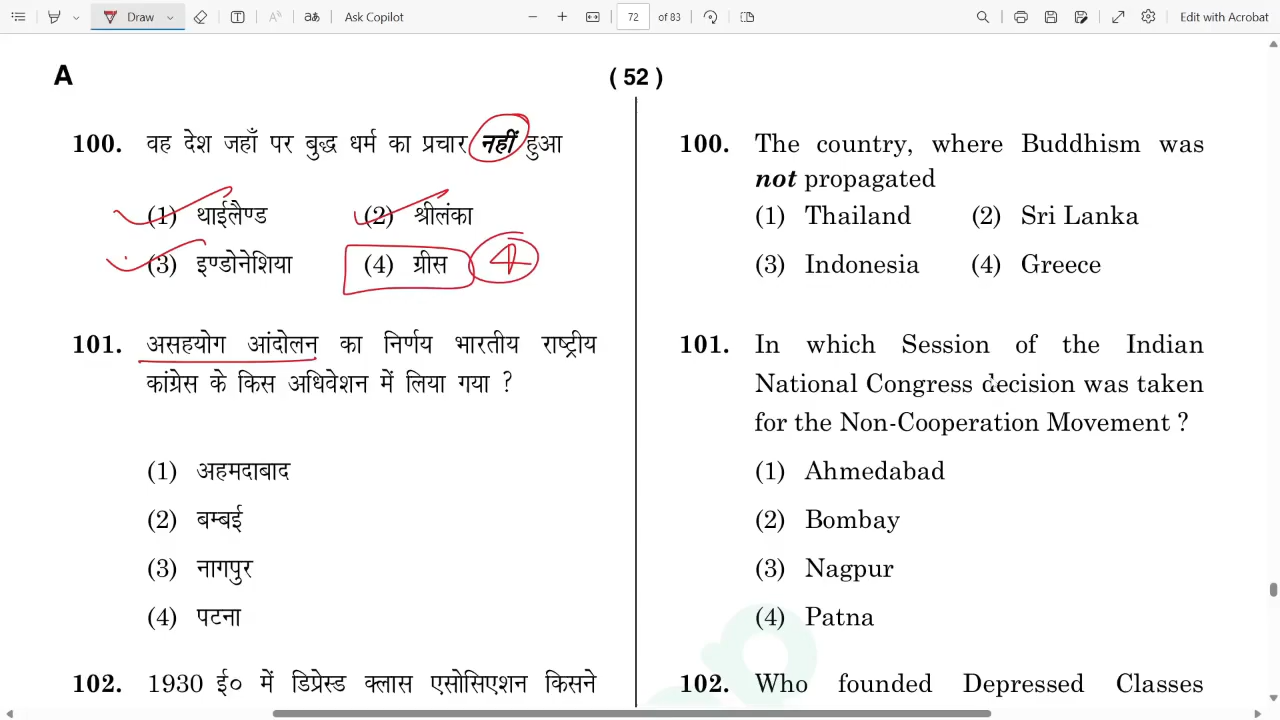 Draw
Ask Copilot
72 of 83
Edit with Acrobat
A
( 52 )
100. वह देश जहाँ पर बुद्ध धर्म का प्रचार नहीं हुआ
(1) थाईलैण्ड (2) श्रीलंका
(3) इण्डोनेशिया (4) ग्रीस 4
101. असहयोग आंदोलन का निर्णय भारतीय राष्ट्रीय
कांग्रेस के किस अधिवेशन में लिया गया ?
(1) अहमदाबाद
(2) बम्बई
(3) नागपुर
(4) पटना
102. 1930 ई० में डिप्रेस्ड क्लास एसोसिएशन किसने
100. The country, where Buddhism was
not propagated
(1) Thailand (2) Sri Lanka
(3) Indonesia (4) Greece
101. In which Session of the Indian
National Congress decision was taken
for the Non-Cooperation Movement ?
(1) Ahmedabad
(2) Bombay
(3) Nagpur
(4) Patna
102. Who founded Depressed Classes